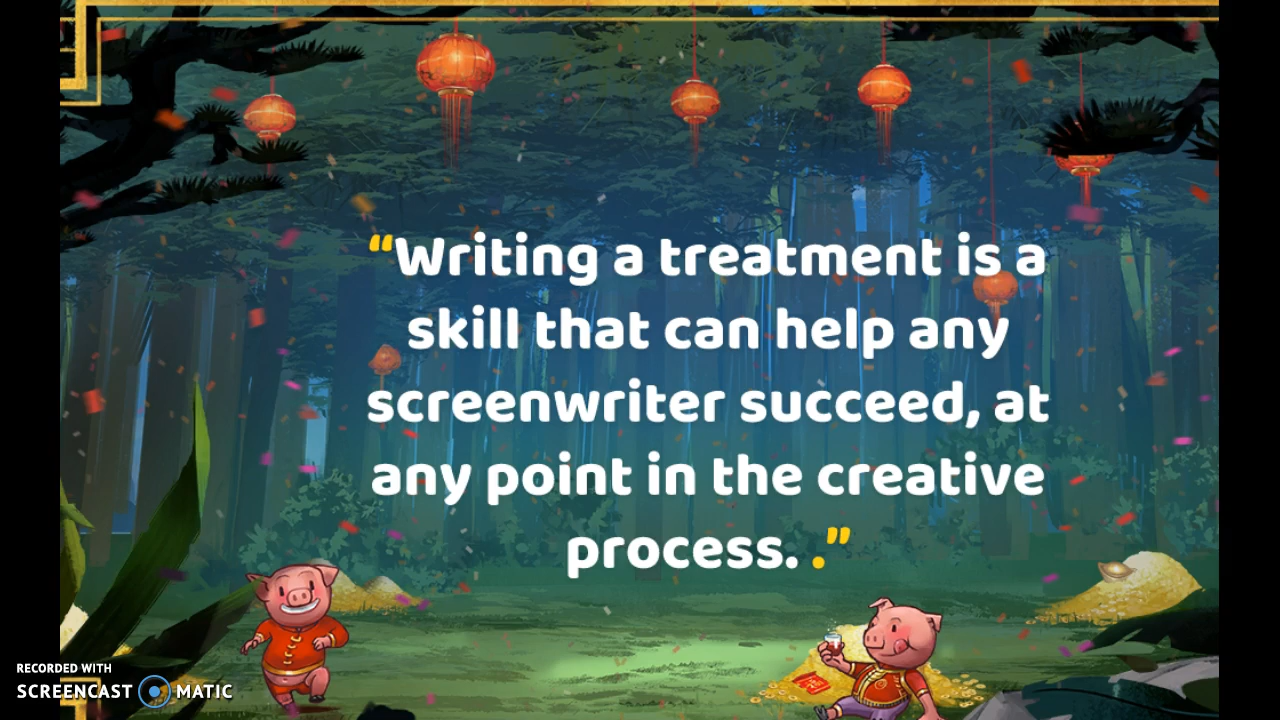 “Writing a treatment is a
skill that can help any
screenwriter succeed, at
any point in the creative
process. .”
RECORDED WITH
SCREENCAST MATIC